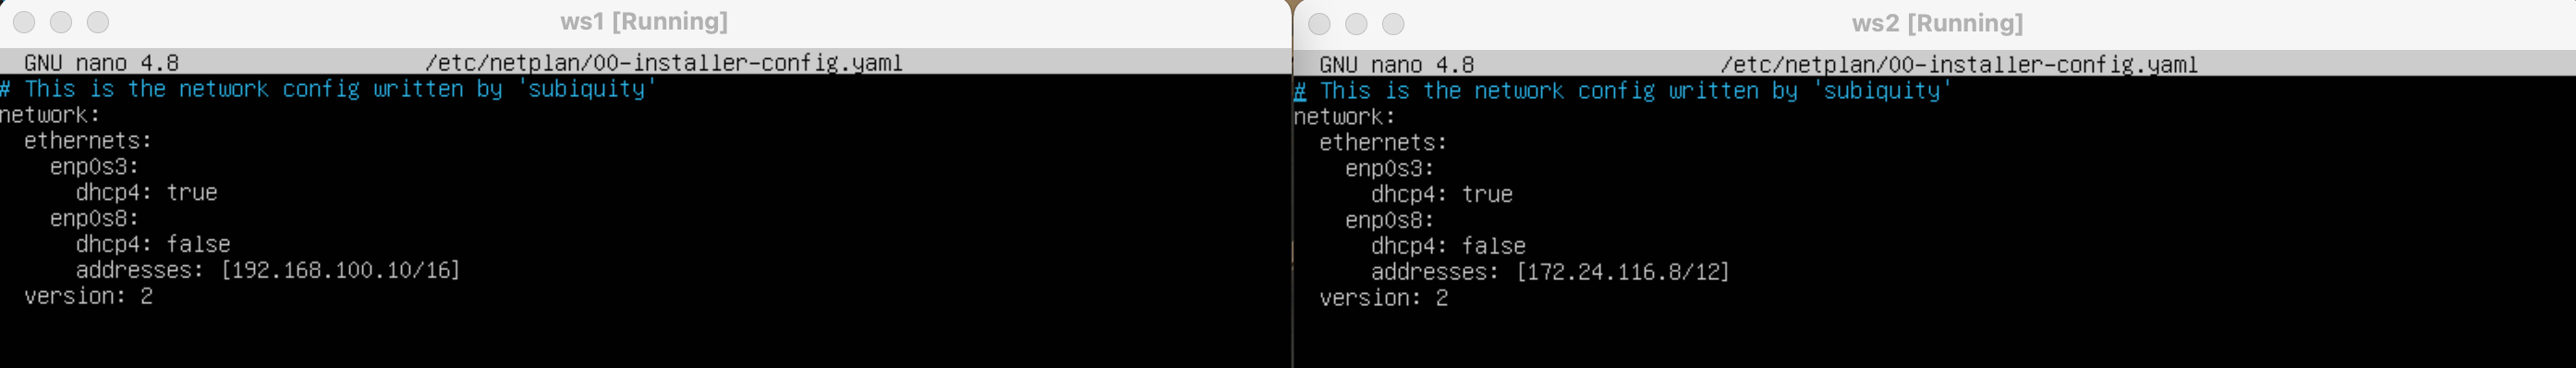 ws1 [Running]
GNU nano 4.8 /etc/netplan/00-installer-config.yaml
# This is the network config written by 'subiquity'
network:
  ethernets:
    enp0s3:
      dhcp4: true
    enp0s8:
      dhcp4: false
      addresses: [192.168.100.10/16]
  version: 2
ws2 [Running]
GNU nano 4.8 /etc/netplan/00-installer-config.yaml
# This is the network config written by 'subiquity'
network:
  ethernets:
    enp0s3:
      dhcp4: true
    enp0s8:
      dhcp4: false
      addresses: [172.24.116.8/12]
  version: 2